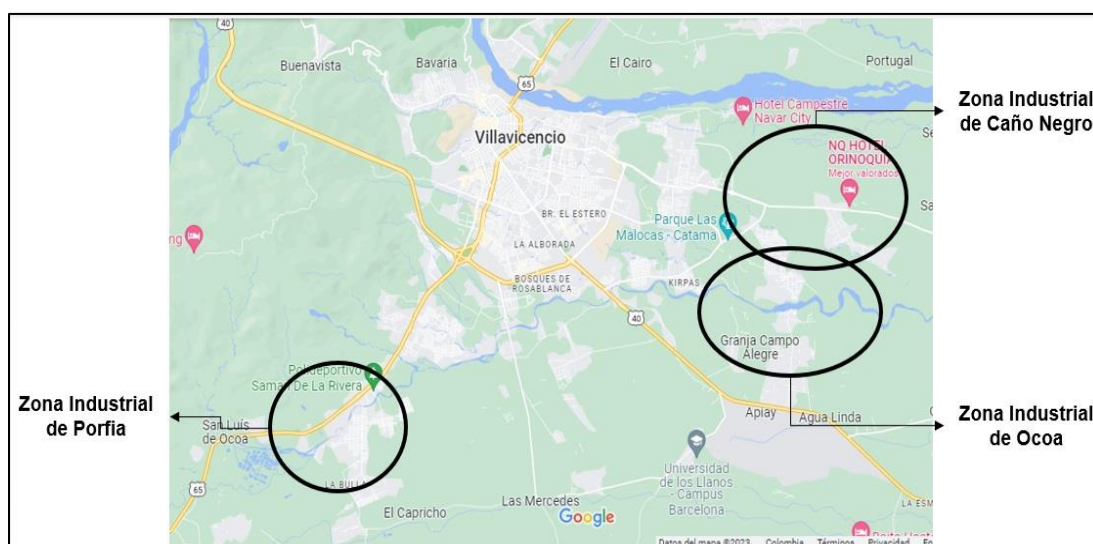 40
Buenavista
Bavaria
65
El Cairo
Portugal
Hotel Campestre
Navar City
Villavicencio
NQ HOTEL
ORINOQUIA
Mejor valorados
BR. EL ESTERO
Parque Las
Malocas - Catama
LA ALBORADA
BOSQUES DE
ROSABLANCA
KIRPAS
40
Granja Campo
Alegre
Polideportivo
Samán De La Rivera
San Luis
de Ocoa
Apiay
Agua Linda
65
LA BULLA
El Capricho
Las Mercedes
Universidad
de los Llanos -
Campus
Barcelona
Google
Datos del mapa ©2023 Colombia Términos Privacidad
Zona Industrial
de Caño Negro
Zona Industrial
de Porfia
Zona Industrial
de Ocoa